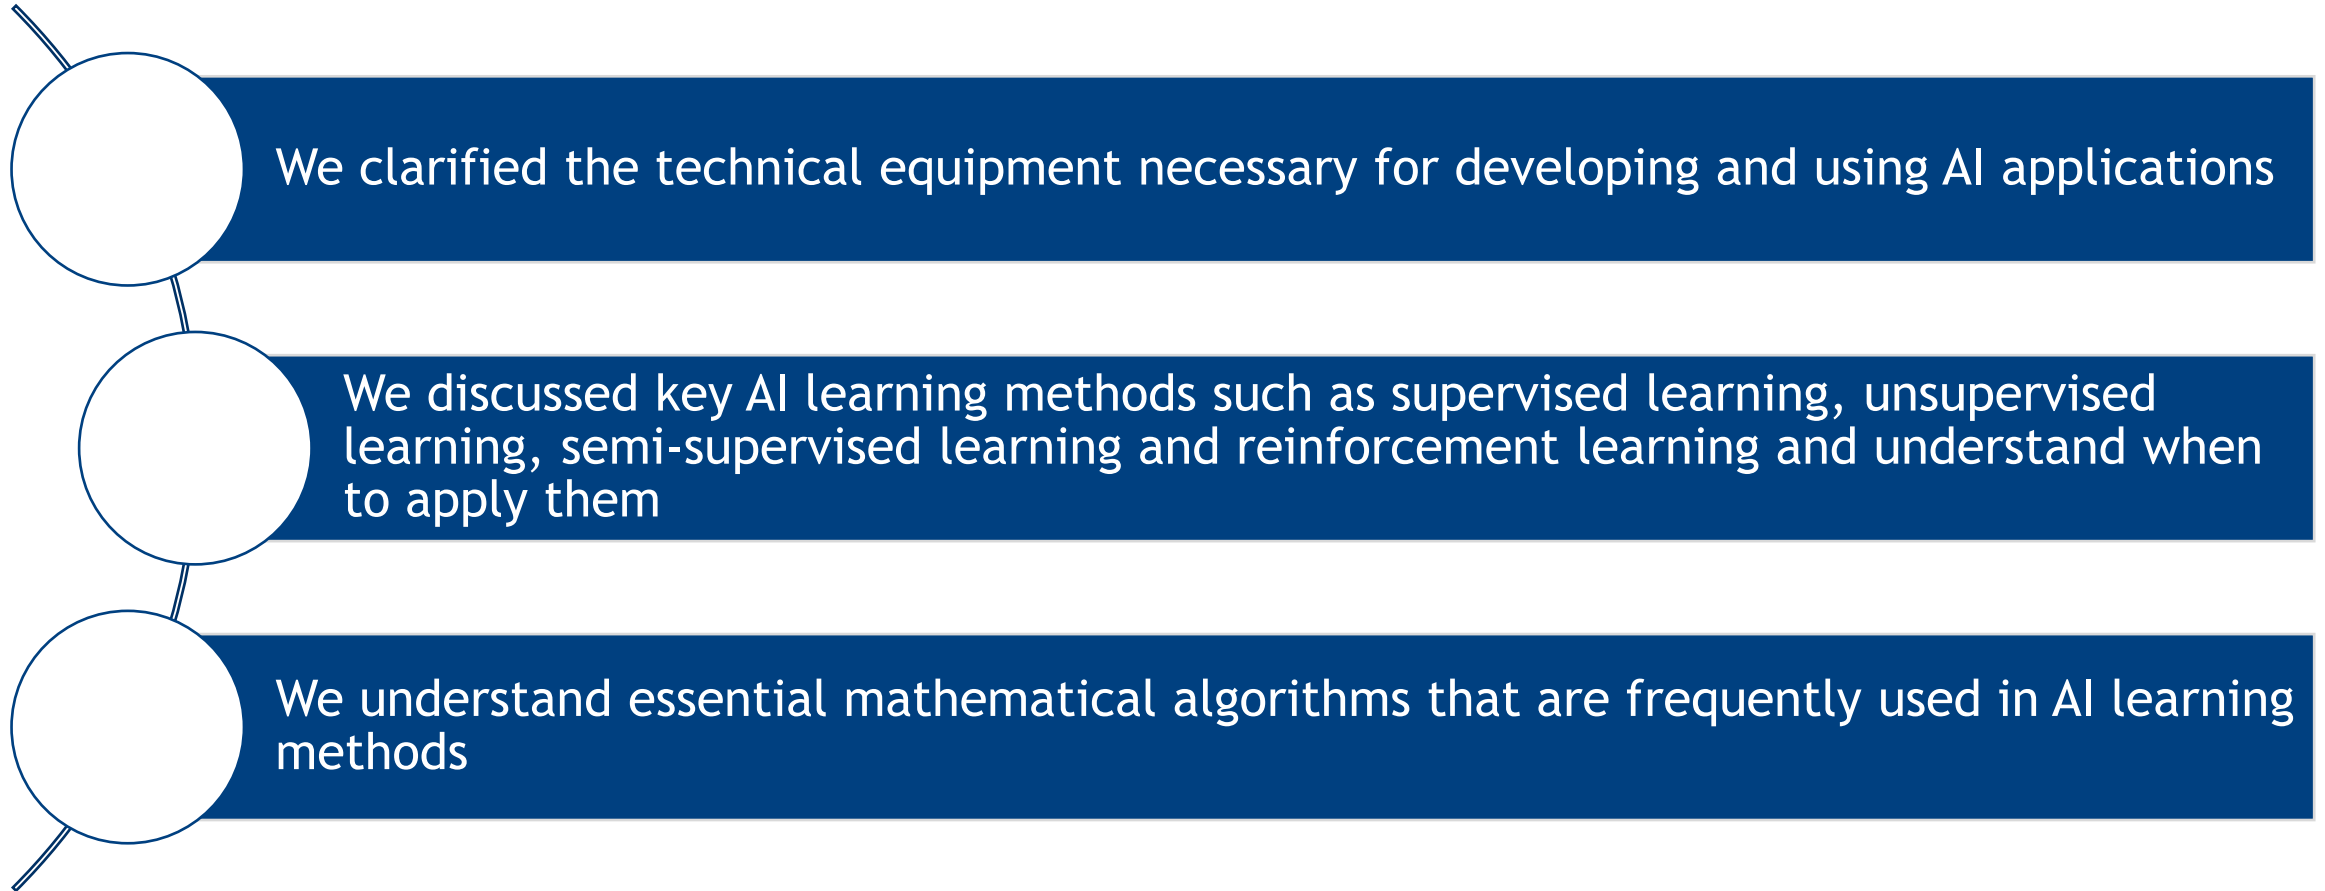 We clarified the technical equipment necessary for developing and using AI applications
We discussed key AI learning methods such as supervised learning, unsupervised
learning, semi-supervised learning and reinforcement learning and understand when
to apply them
We understand essential mathematical algorithms that are frequently used in AI learning
methods